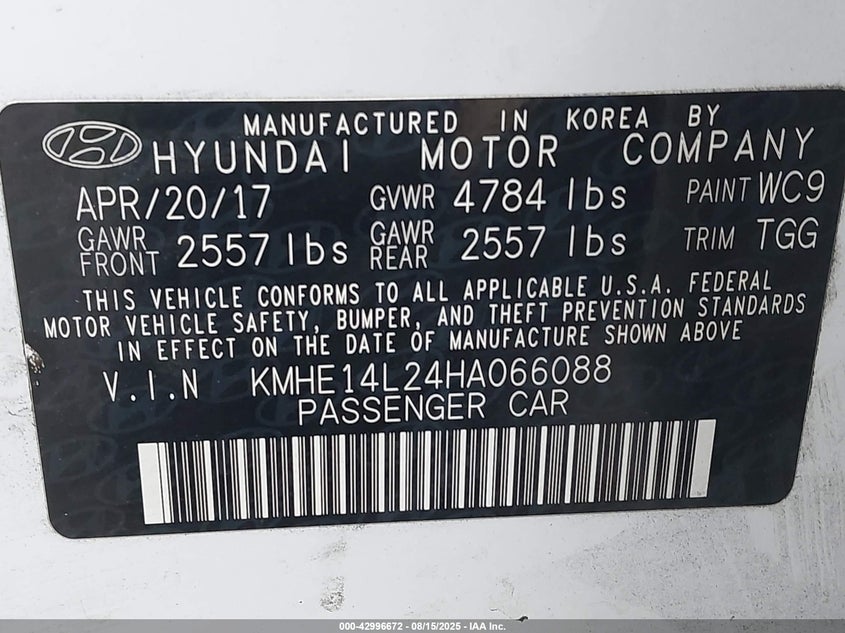 MANUFACTURED IN KOREA BY
HYUNDAI MOTOR COMPANY
APR/20/17 GVWR 4784 lbs PAINT WC9
GAWR FRONT 2557 lbs GAWR REAR 2557 lbs TRIM TGG
THIS VEHICLE CONFORMS TO ALL APPLICABLE U.S.A. FEDERAL
MOTOR VEHICLE SAFETY, BUMPER, AND THEFT PREVENTION STANDARDS
IN EFFECT ON THE DATE OF MANUFACTURE SHOWN ABOVE
V.I.N KMHE14L24HA066088
PASSENGER CAR
000-42996672 - 08/15/2025 - IAA Inc.